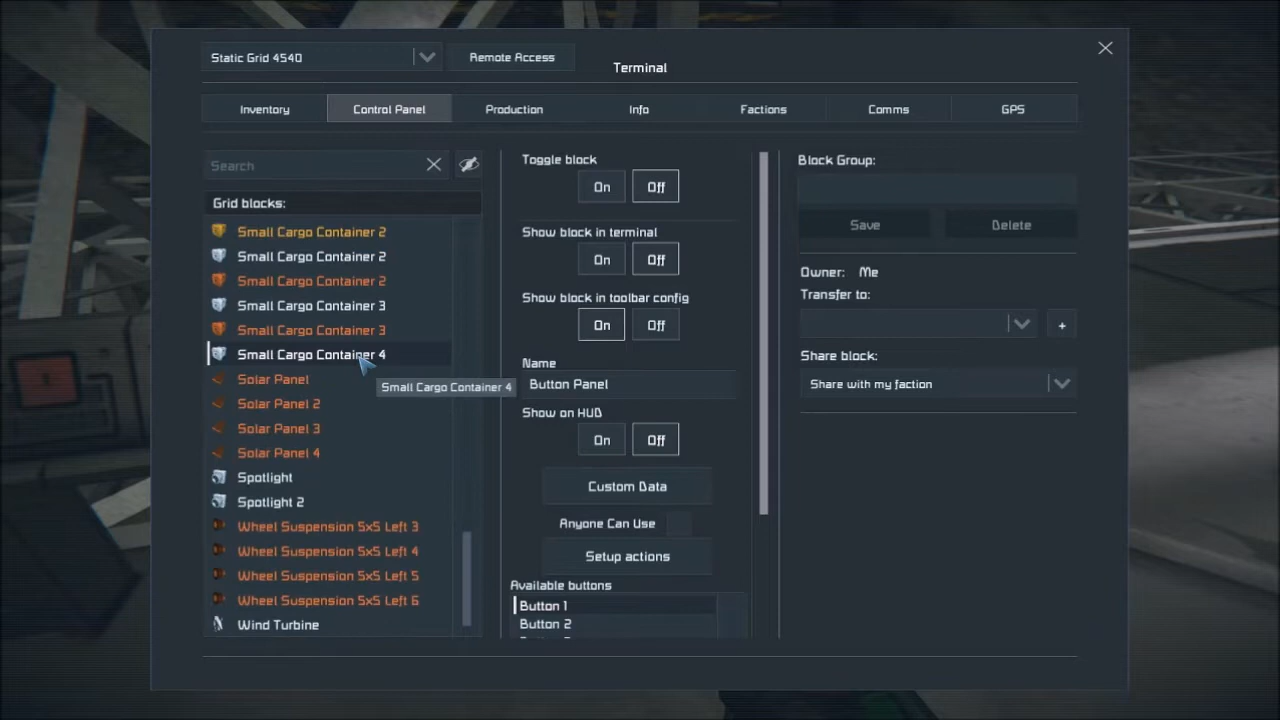 Static Grid 4540
Remote Access
Terminal
Inventory
Control Panel
Production
Info
Factions
Comms
GPS
Search
Grid blocks:
Small Cargo Container 2
Small Cargo Container 2
Small Cargo Container 2
Small Cargo Container 3
Small Cargo Container 3
Small Cargo Container 4
Small Cargo Container 4
Solar Panel
Solar Panel 2
Solar Panel 3
Solar Panel 4
Spotlight
Spotlight 2
Wheel Suspension 5x5 Left 3
Wheel Suspension 5x5 Left 4
Wheel Suspension 5x5 Left 5
Wheel Suspension 5x5 Left 6
Wind Turbine
Toggle block
On Off
Show block in terminal
On Off
Show block in toolbar config
On Off
Name
Button Panel
Show on HUD
On Off
Custom Data
Anyone Can Use
Setup actions
Available buttons
Button 1
Button 2
Block Group:
Save Delete
Owner: Me
Transfer to:
+
Share block:
Share with my faction